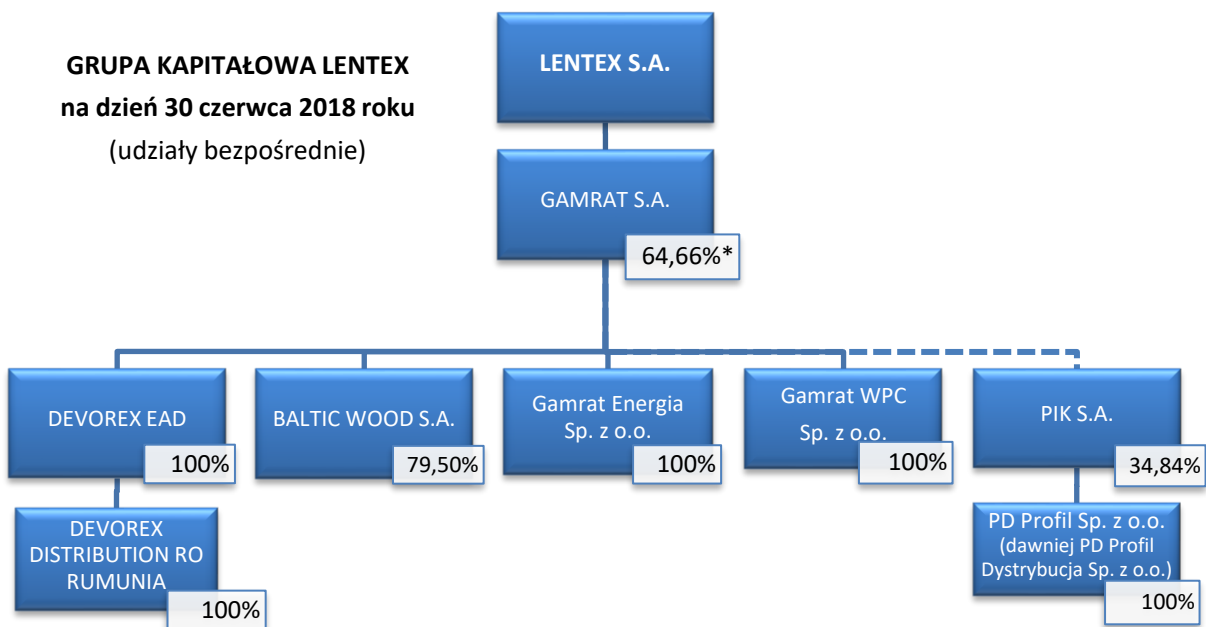 GRUPA KAPITAŁOWA LENTEX
na dzień 30 czerwca 2018 roku
(udziały bezpośrednie)
LENTEX S.A.
GAMRAT S.A.
64,66%*
DEVOREX EAD
100%
BALTIC WOOD S.A.
79,50%
Gamrat Energia
Sp. z o.o.
100%
Gamrat WPC
Sp. z o.o.
100%
PIK S.A.
34,84%
DEVOREX
DISTRIBUTION RO
RUMUNIA
100%
PD Profil Sp. z o.o.
(dawniej PD Profil
Dystrybucja Sp. z o.o.)
100%